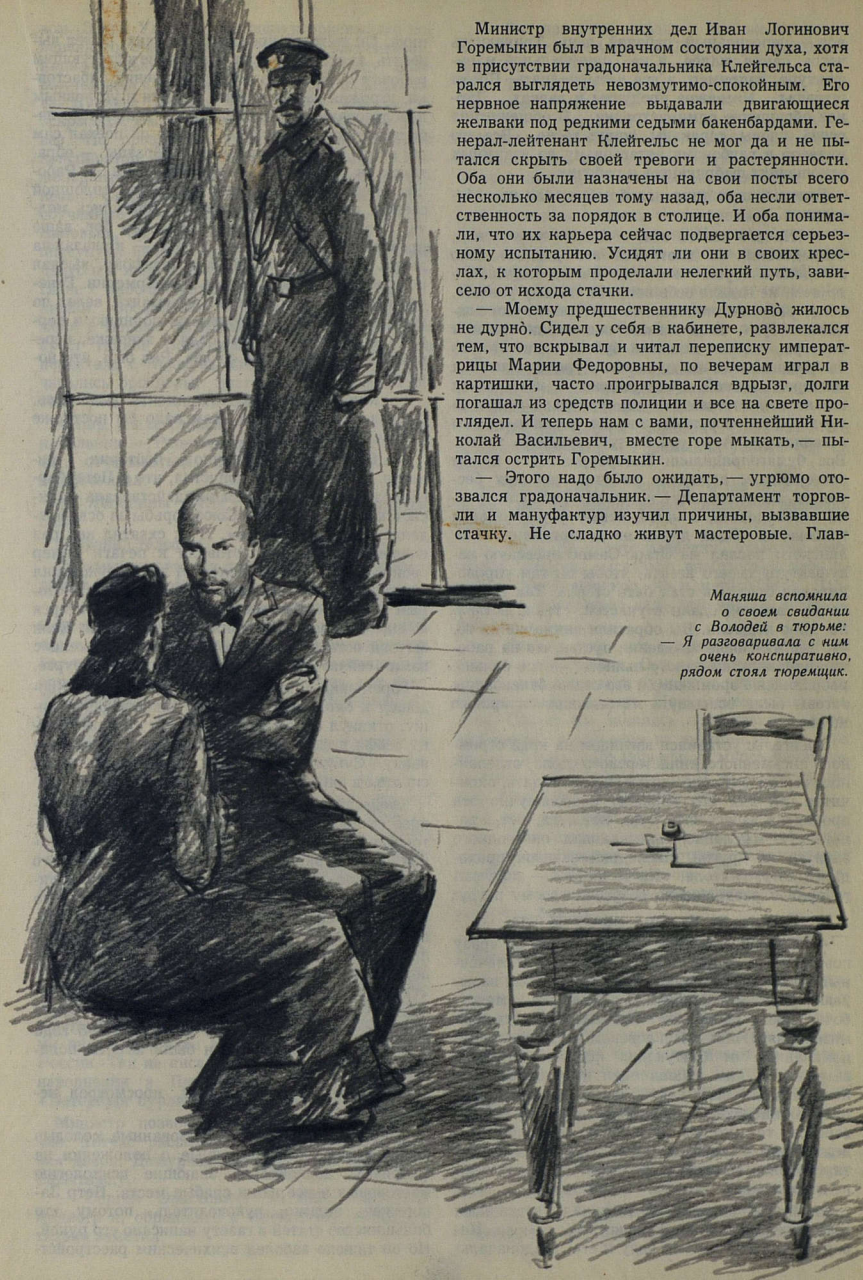 Министр внутренних дел Иван Логинович
Горемыкин был в мрачном состоянии духа, хотя
в присутствии градоначальника Клейгельса ста-
рался выглядеть невозмутимо-спокойным. Его
нервное напряжение выдавали двигающиеся
желваки под редкими седыми бакенбардами. Ге-
нерал-лейтенант Клейгельс не мог да и не пы-
тался скрыть своей тревоги и растерянности.
Оба они были назначены на свои посты всего
несколько месяцев тому назад, оба несли ответ-
ственность за порядок в столице. И оба понима-
ли, что их карьера сейчас подвергается серьез-
ному испытанию. Усидят ли они в своих крес-
лах, к которым проделали нелегкий путь, зави-
село от исхода стачки.
— Моему предшественнику Дурново̀ жилось
не дурно̀. Сидел у себя в кабинете, развлекался
тем, что вскрывал и читал переписку императ-
рицы Марии Федоровны, по вечерам играл в
картишки, часто проигрывался вдрызг, долги
погашал из средств полиции и все на свете про-
глядел. И теперь нам с вами, почтеннейший Ни-
колай Васильевич, вместе горе мыкать,— пы-
тался острить Горемыкин.
— Этого надо было ожидать,— угрюмо ото-
звался градоначальник.— Департамент торгов-
ли и мануфактур изучил причины, вызвавшие
стачку. Не сладко живут мастеровые. Глав-
Маняша вспомнила
о своем свидании
с Володей в тюрьме:
— Я разговаривала с ним
очень конспиративно,
рядом стоял тюремщик.